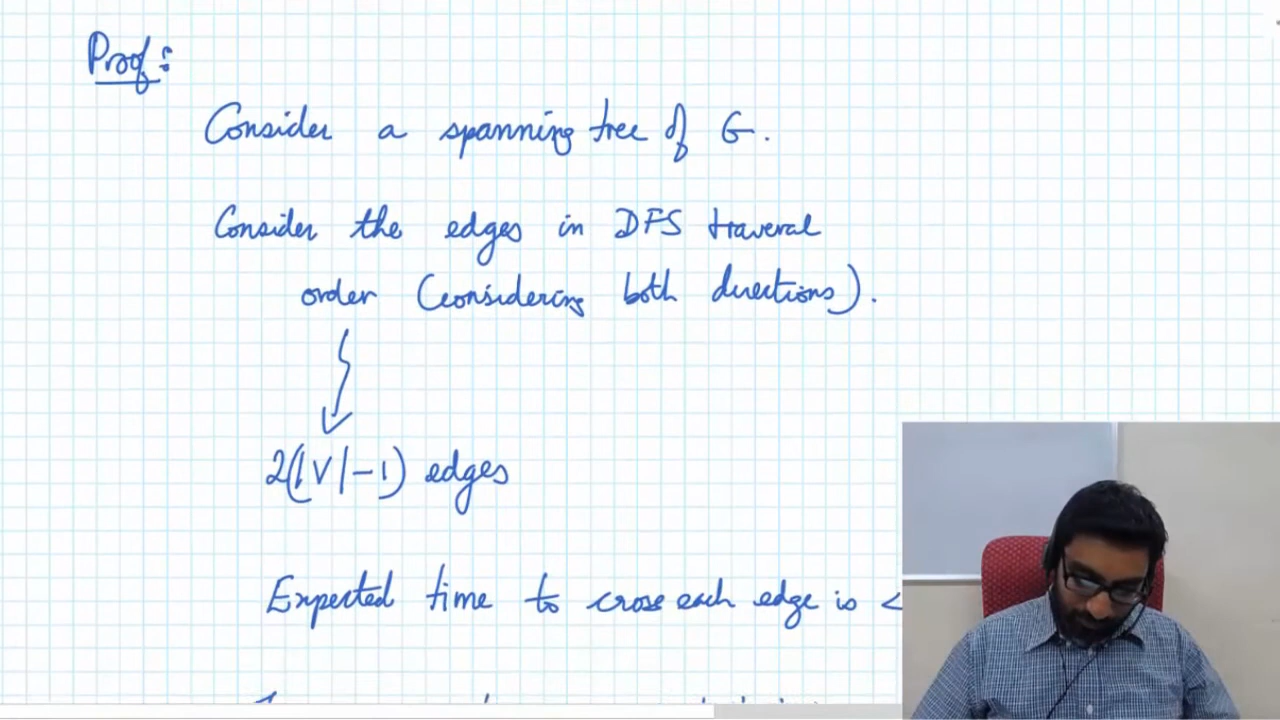 Proof:
Consider a spanning tree of G.
Consider the edges in DFS traveral
order (considering both directions).
2(|V|-1) edges
Expected time to cross each edge is <